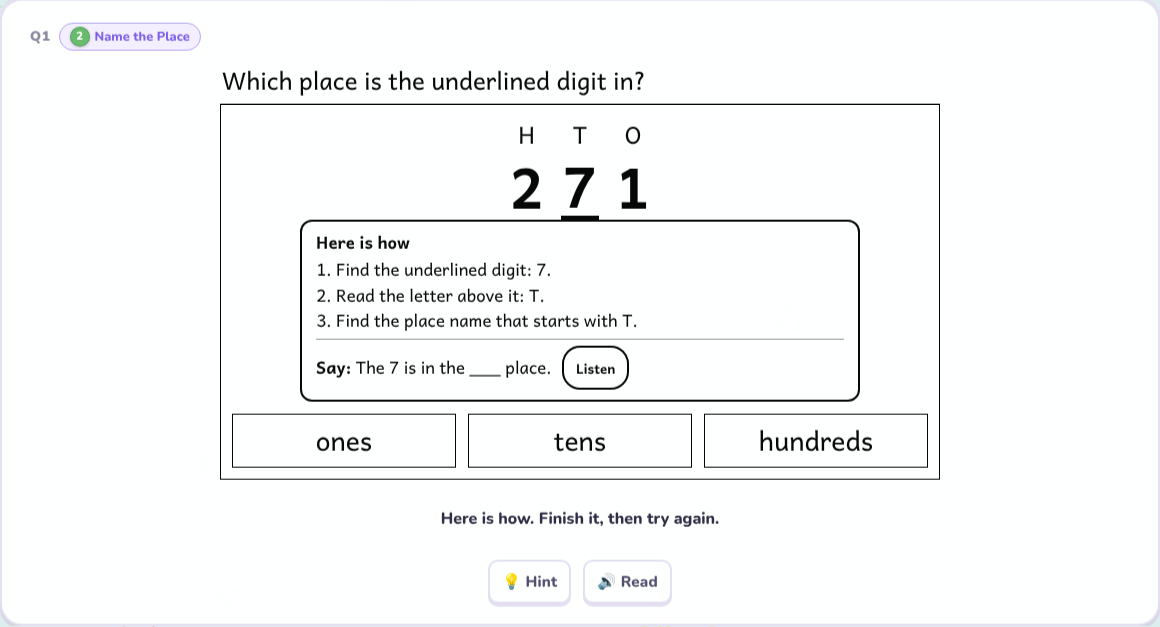 Q1 2 Name the Place
Which place is the underlined digit in?
H T O
2 7 1
Here is how
1. Find the underlined digit: 7.
2. Read the letter above it: T.
3. Find the place name that starts with T.
Say: The 7 is in the ____ place. Listen
ones tens hundreds
Here is how. Finish it, then try again.
💡 Hint 🔊 Read